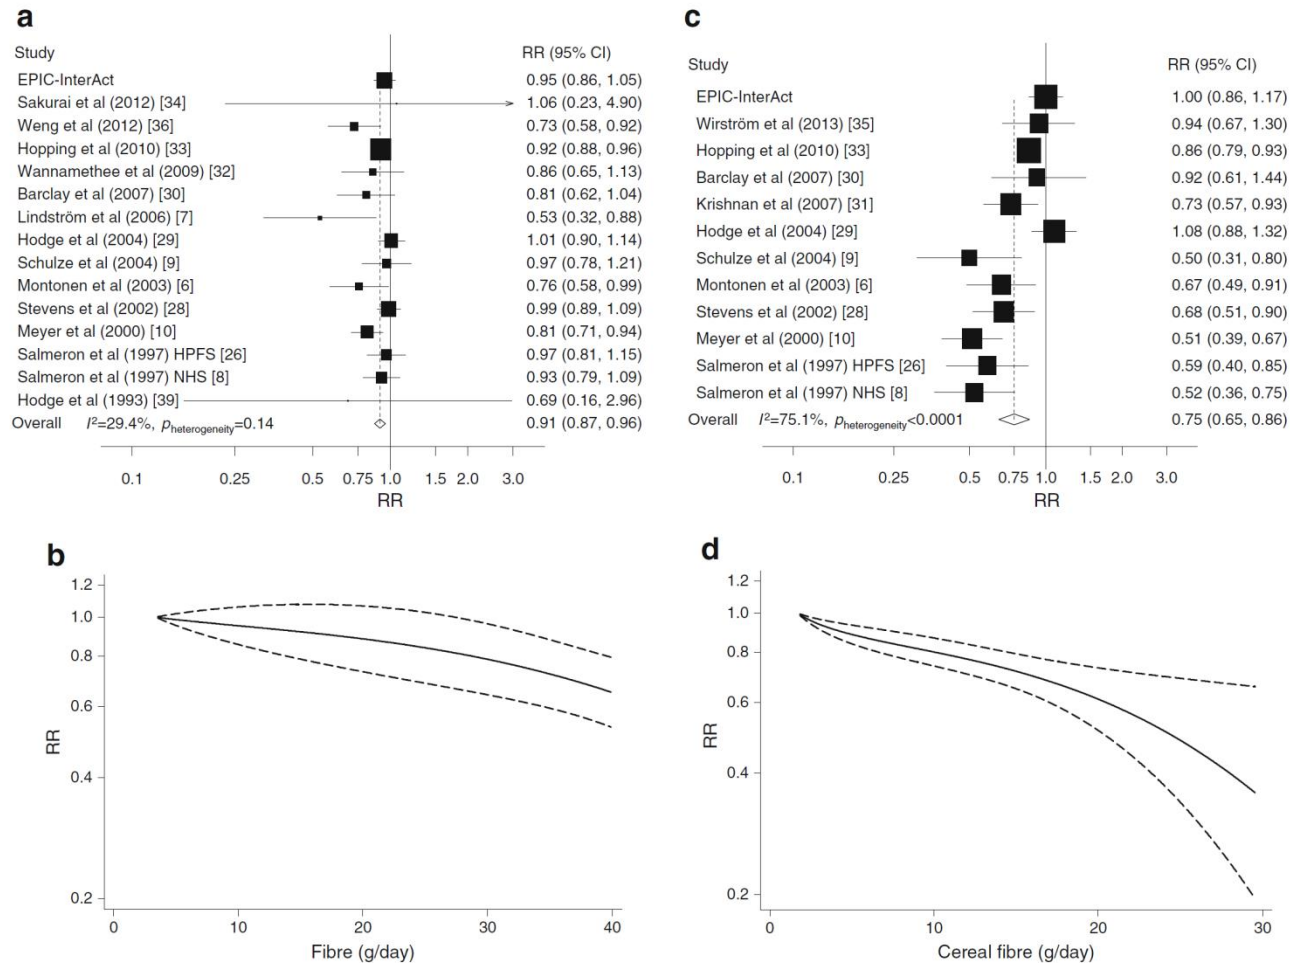 a
Study RR (95% CI)
EPIC-InterAct 0.95 (0.86, 1.05)
Sakurai et al (2012) [34] 1.06 (0.23, 4.90)
Weng et al (2012) [36] 0.73 (0.58, 0.92)
Hopping et al (2010) [33] 0.92 (0.88, 0.96)
Wannamethee et al (2009) [32] 0.86 (0.65, 1.13)
Barclay et al (2007) [30] 0.81 (0.62, 1.04)
Lindström et al (2006) [7] 0.53 (0.32, 0.88)
Hodge et al (2004) [29] 1.01 (0.90, 1.14)
Schulze et al (2004) [9] 0.97 (0.78, 1.21)
Montonen et al (2003) [6] 0.76 (0.58, 0.99)
Stevens et al (2002) [28] 0.99 (0.89, 1.09)
Meyer et al (2000) [10] 0.81 (0.71, 0.94)
Salmeron et al (1997) HPFS [26] 0.97 (0.81, 1.15)
Salmeron et al (1997) NHS [8] 0.93 (0.79, 1.09)
Hodge et al (1993) [39] 0.69 (0.16, 2.96)
Overall I²=29.4%, pheterogeneity=0.14 0.91 (0.87, 0.96)
0.1 0.25 0.5 0.75 1.0 1.5 2.0 3.0
RR
c
Study RR (95% CI)
EPIC-InterAct 1.00 (0.86, 1.17)
Wirström et al (2013) [35] 0.94 (0.67, 1.30)
Hopping et al (2010) [33] 0.86 (0.79, 0.93)
Barclay et al (2007) [30] 0.92 (0.61, 1.44)
Krishnan et al (2007) [31] 0.73 (0.57, 0.93)
Hodge et al (2004) [29] 1.08 (0.88, 1.32)
Schulze et al (2004) [9] 0.50 (0.31, 0.80)
Montonen et al (2003) [6] 0.67 (0.49, 0.91)
Stevens et al (2002) [28] 0.68 (0.51, 0.90)
Meyer et al (2000) [10] 0.51 (0.39, 0.67)
Salmeron et al (1997) HPFS [26] 0.59 (0.40, 0.85)
Salmeron et al (1997) NHS [8] 0.52 (0.36, 0.75)
Overall I²=75.1%, pheterogeneity<0.0001 0.75 (0.65, 0.86)
0.1 0.25 0.5 0.75 1.0 1.5 2.0 3.0
RR
b
1.2
1.0
0.8
0.6
0.4
0.2
RR
0 10 20 30 40
Fibre (g/day)
d
1.2
1.0
0.8
0.6
0.4
0.2
RR
0 10 20 30
Cereal fibre (g/day)